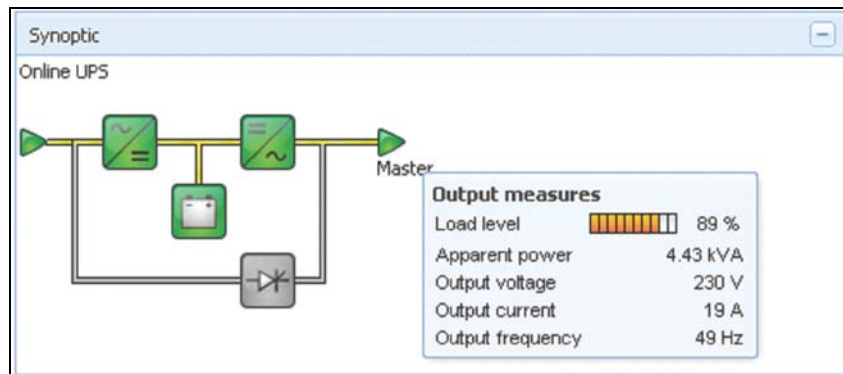 Synoptic
Online UPS
Master
Output measures
Load level 89 %
Apparent power 4.43 kVA
Output voltage 230 V
Output current 19 A
Output frequency 49 Hz